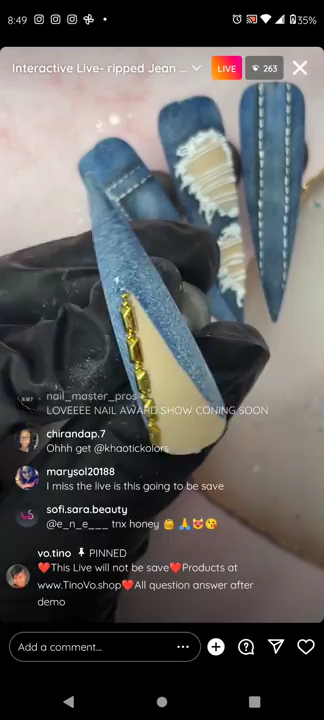 8:49
35%
Interactive Live- ripped Jean ...
LIVE
263
nail_master_pros
LOVEEEE NAIL AWARD SHOW COMING SOON
chirandap.7
Ohhh get @khaotickolors
marysol20188
I miss the live is this going to be save
sofi.sara.beauty
@e_n_e___ tnx honey 👸🙏😻😘
vo.tino 📌 PINNED
❤️This Live will not be save❤️Products at
www.TinoVo.shop❤️All question answer after
demo
Add a comment...